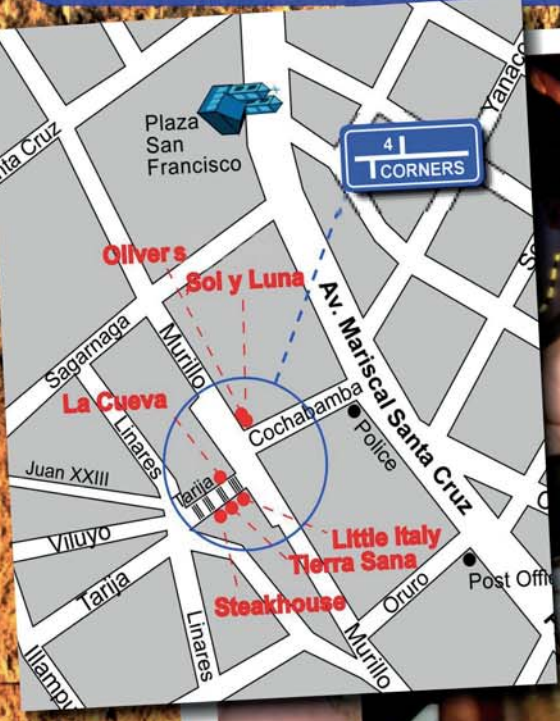 Plaza
San
Francisco
4
CORNERS
Oliver s
Sol y Luna
Av. Mariscal Santa Cruz
Sagarnaga
Murillo
La Cueva
Linares
Cochabamba
Police
Juan XXIII
Tarija
Viluyo
Little Italy
Tierra Sana
Tarija
Steakhouse
Oruro
Post Offi
Linares
Murillo
Illampu
nta Cruz
Yanaco